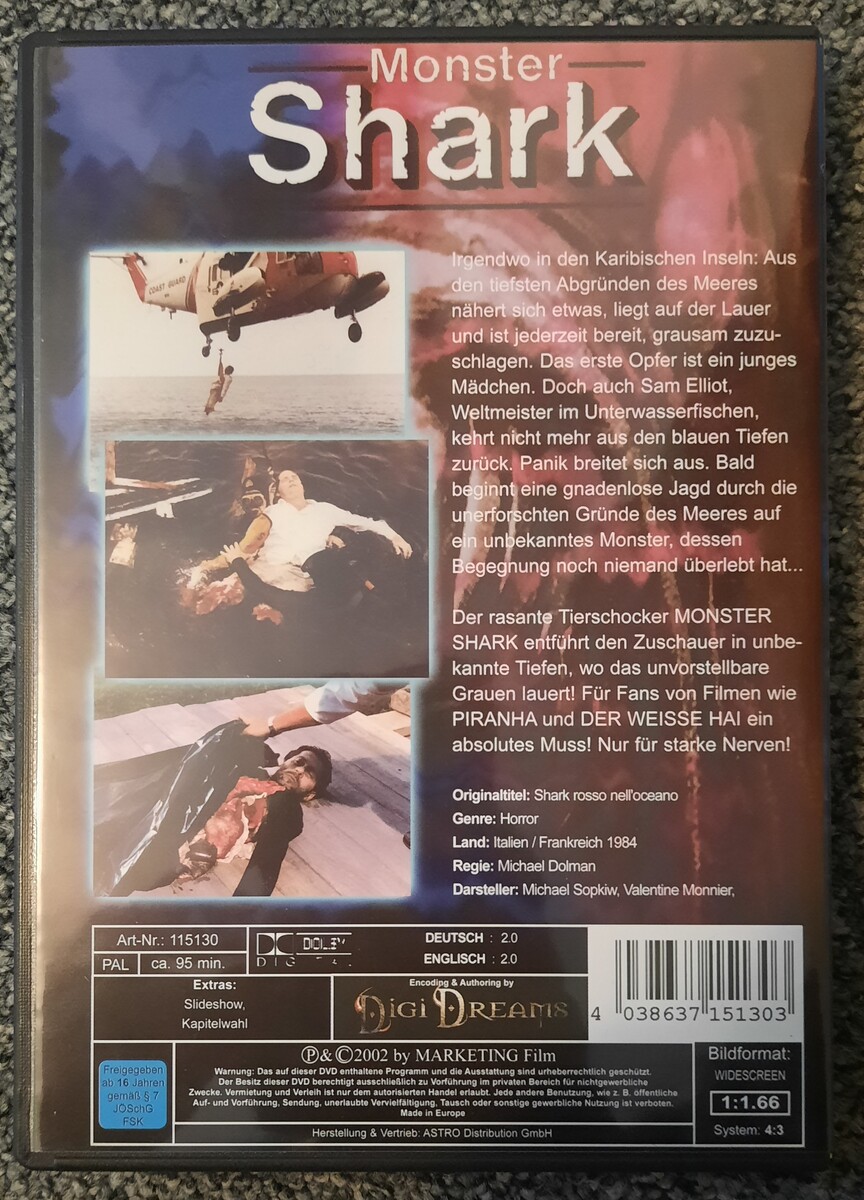 Monster
Shark
COAST GUARD
Irgendwo in den Karibischen Inseln: Aus
den tiefsten Abgründen des Meeres
nähert sich etwas, liegt auf der Lauer
und ist jederzeit bereit, grausam zuzu-
schlagen. Das erste Opfer ist ein junges
Mädchen. Doch auch Sam Elliot,
Weltmeister im Unterwasserfischen,
kehrt nicht mehr aus den blauen Tiefen
zurück. Panik breitet sich aus. Bald
beginnt eine gnadenlose Jagd durch die
unerforschten Gründe des Meeres auf
ein unbekanntes Monster, dessen
Begegnung noch niemand überlebt hat...
Der rasante Tierschocker MONSTER
SHARK entführt den Zuschauer in unbe-
kannte Tiefen, wo das unvorstellbare
Grauen lauert! Für Fans von Filmen wie
PIRANHA und DER WEISSE HAI ein
absolutes Muss! Nur für starke Nerven!
Originaltitel: Shark rosso nell'oceano
Genre: Horror
Land: Italien / Frankreich 1984
Regie: Michael Dolman
Darsteller: Michael Sopkiw, Valentine Monnier,
Art-Nr.: 115130
PAL ca. 95 min.
DOLBY
DIGITAL
DEUTSCH : 2.0
ENGLISCH : 2.0
Extras:
Slideshow,
Kapitelwahl
Encoding & Authoring by
DIGI DREAMS
4 038637 151303
Freigegeben
ab 16 Jahren
gemäß § 7
JÖSchG
FSK
Ⓟ & ©2002 by MARKETING Film
Warnung: Das auf dieser DVD enthaltene Programm und die Ausstattung sind urheberrechtlich geschützt.
Der Besitz dieser DVD berechtigt ausschließlich zu Vorführung im privaten Bereich für nichtgewerbliche
Zwecke. Vermietung und Verleih ist nur dem autorisierten Handel erlaubt. Jede andere Benutzung, wie z. B. öffentliche
Auf- und Vorführung, Sendung, unerlaubte Vervielfältigung, Tausch oder sonstige gewerbliche Nutzung ist verboten.
Made in Europe
Herstellung & Vertrieb: ASTRO Distribution GmbH
Bildformat:
WIDESCREEN
1:1.66
System: 4:3